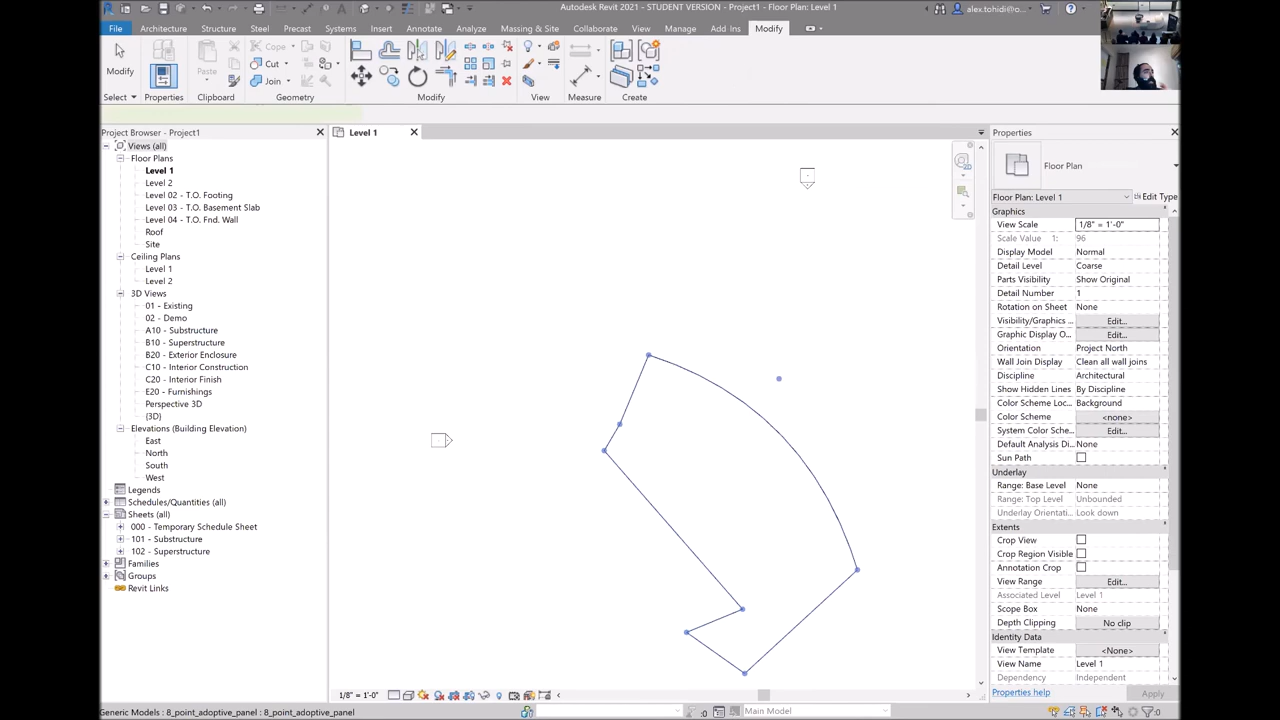 Autodesk Revit 2021 - STUDENT VERSION - Project1 - Floor Plan: Level 1
alex.tohidi@o...
File Architecture Structure Steel Precast Systems Insert Annotate Analyze Massing & Site Collaborate View Manage Add Ins Modify
Modify
Properties
Paste
Cope
Cut
Join
Select Properties Clipboard Geometry Modify View Measure Create
Project Browser - Project1
Level 1
Properties
Views (all)
Floor Plans
Level 1
Level 2
Level 02 - T.O. Footing
Level 03 - T.O. Basement Slab
Level 04 - T.O. Fnd. Wall
Roof
Site
Ceiling Plans
Level 1
Level 2
3D Views
01 - Existing
02 - Demo
A10 - Substructure
B10 - Superstructure
B20 - Exterior Enclosure
C10 - Interior Construction
C20 - Interior Finish
E20 - Furnishings
Perspective 3D
{3D}
Elevations (Building Elevation)
East
North
South
West
Legends
Schedules/Quantities (all)
Sheets (all)
000 - Temporary Schedule Sheet
101 - Substructure
102 - Superstructure
Families
Groups
Revit Links
Floor Plan
Floor Plan: Level 1 Edit Type
Graphics
View Scale 1/8" = 1'-0"
Scale Value 1: 96
Display Model Normal
Detail Level Coarse
Parts Visibility Show Original
Detail Number 1
Rotation on Sheet None
Visibility/Graphics ... Edit...
Graphic Display O... Edit...
Orientation Project North
Wall Join Display Clean all wall joins
Discipline Architectural
Show Hidden Lines By Discipline
Color Scheme Loc... Background
Color Scheme <none>
System Color Sche... Edit...
Default Analysis Di... None
Sun Path
Underlay
Range: Base Level None
Range: Top Level Unbounded
Underlay Orientati... Look down
Extents
Crop View
Crop Region Visible
Annotation Crop
View Range Edit...
Associated Level Level 1
Scope Box None
Depth Clipping No clip
Identity Data
View Template <None>
View Name Level 1
Dependency Independent
Properties help Apply
1/8" = 1'-0"
Generic Models : 8_point_adoptive_panel : 8_point_adoptive_panel
:0
Main Model
:0